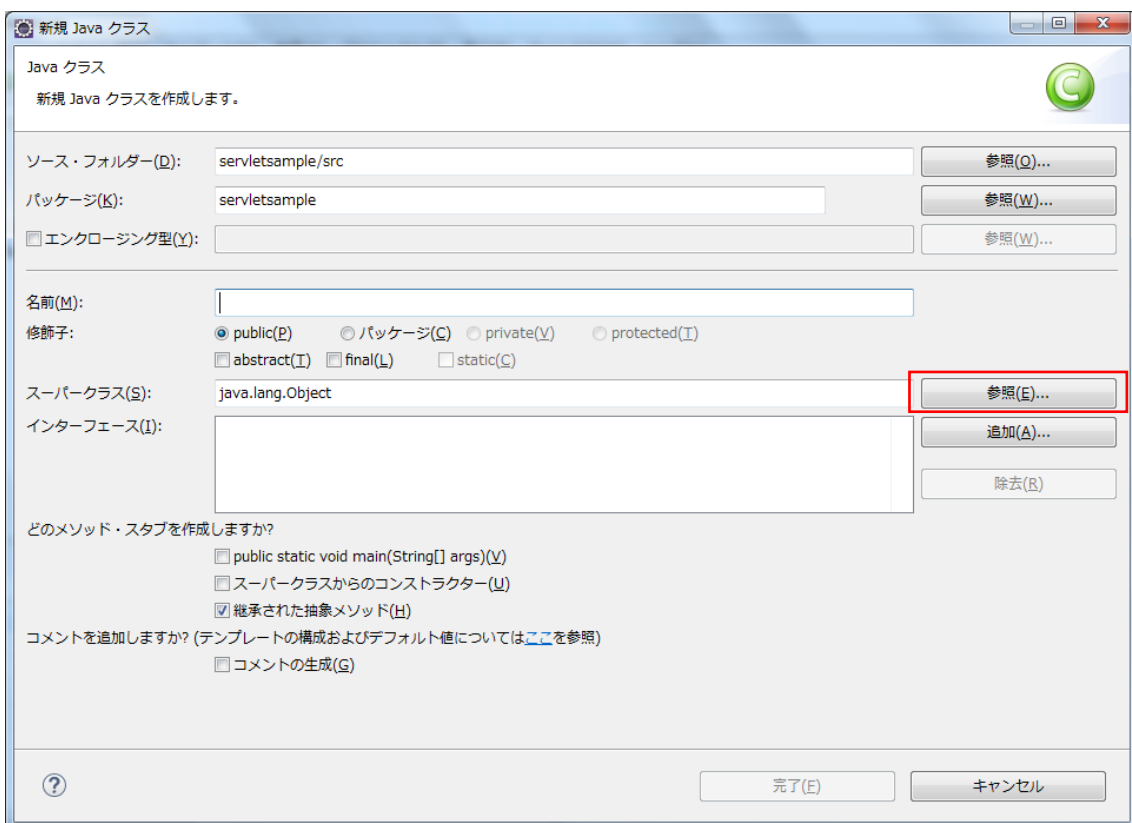 新規 Java クラス
Java クラス
新規 Java クラスを作成します。
ソース・フォルダー(D): servletsample/src 参照(O)...
パッケージ(K): servletsample 参照(W)...
エンクロージング型(Y): 参照(W)...
名前(M):
修飾子: public(P) パッケージ(C) private(V) protected(T)
abstract(T) final(L) static(C)
スーパークラス(S): java.lang.Object 参照(E)...
インターフェース(I): 追加(A)...
除去(R)
どのメソッド・スタブを作成しますか?
public static void main(String[] args)(V)
スーパークラスからのコンストラクター(U)
継承された抽象メソッド(H)
コメントを追加しますか? (テンプレートの構成およびデフォルト値についてはここを参照)
コメントの生成(G)
完了(F) キャンセル